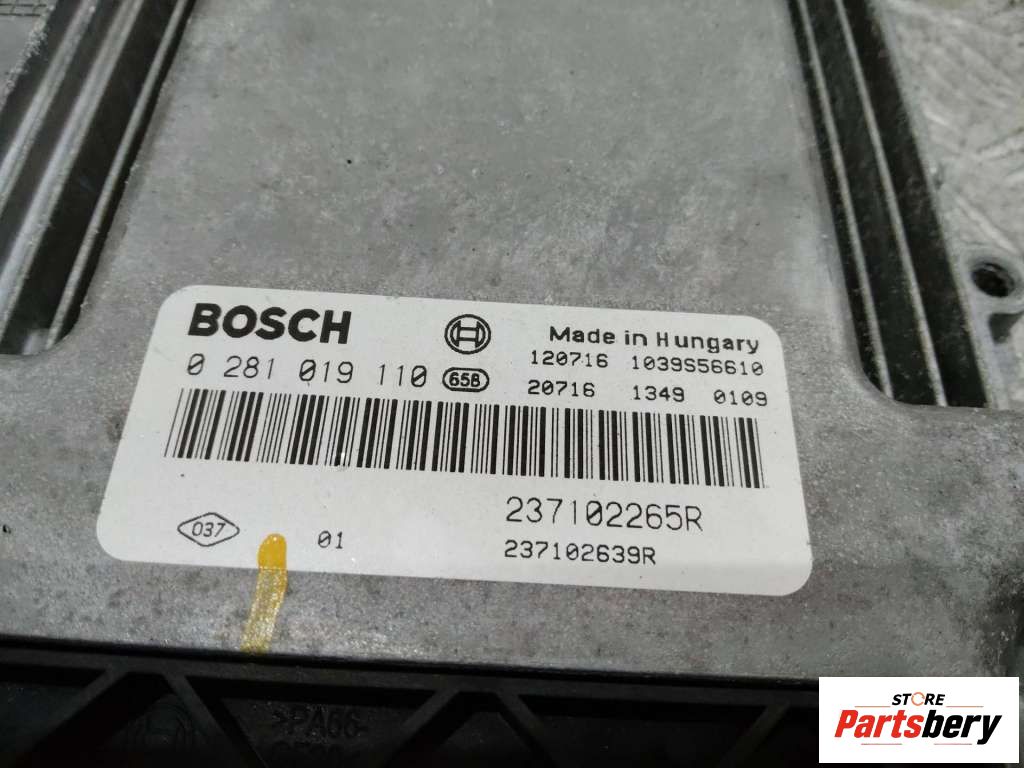 BOSCH
Made in Hungary
0 281 019 110 658
120716 1039S56610
20716 1349 0109
237102265R
037 01
237102639R
>PA66-
STORE
Partsbery